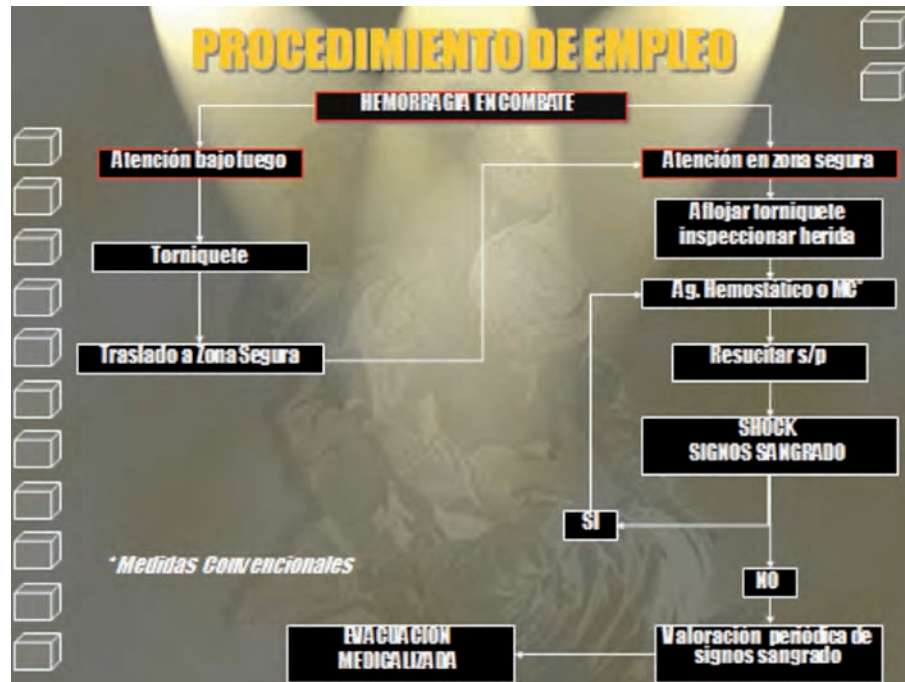 PROCEDIMIENTO DE EMPLEO
HEMORRAGIA EN COMBATE
Atención bajo fuego
Atención en zona segura
Torniquete
Aflojar torniquete
inspeccionar herida
Traslado a Zona Segura
Ag. Hemostático o MC*
Resucitar s/p
SHOCK
SIGNOS SANGRADO
SI
NO
* Medidas Convencionales
Valoración periódica de
signos sangrado
EVACUACIÓN
MEDICALIZADA